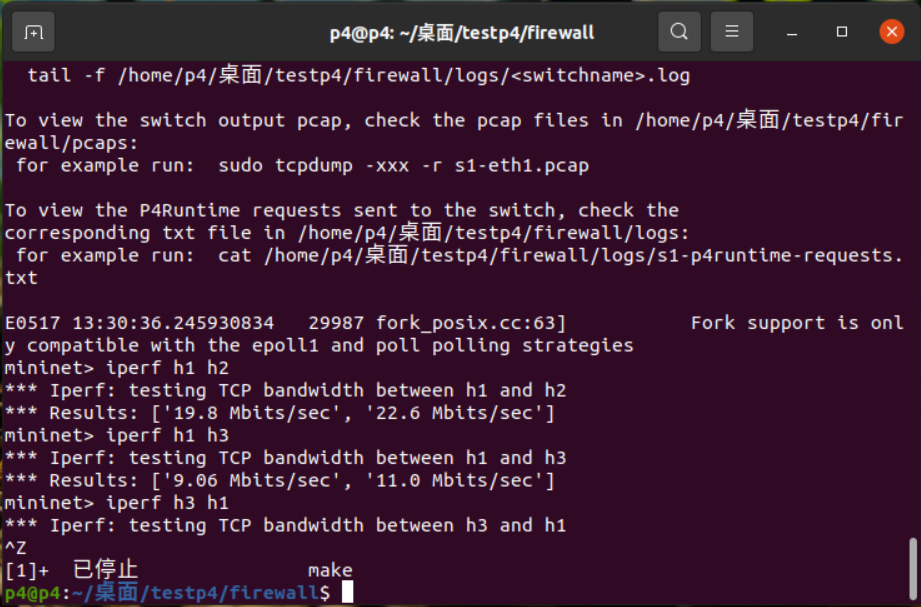 p4@p4: ~/桌面/testp4/firewall
tail -f /home/p4/桌面/testp4/firewall/logs/<switchname>.log
To view the switch output pcap, check the pcap files in /home/p4/桌面/testp4/fir
ewall/pcaps:
for example run:  sudo tcpdump -xxx -r s1-eth1.pcap
To view the P4Runtime requests sent to the switch, check the
corresponding txt file in /home/p4/桌面/testp4/firewall/logs:
for example run:  cat /home/p4/桌面/testp4/firewall/logs/s1-p4runtime-requests.
txt
E0517 13:30:36.245930834   29987 fork_posix.cc:63]           Fork support is onl
y compatible with the epoll1 and poll polling strategies
mininet> iperf h1 h2
*** Iperf: testing TCP bandwidth between h1 and h2
*** Results: ['19.8 Mbits/sec', '22.6 Mbits/sec']
mininet> iperf h1 h3
*** Iperf: testing TCP bandwidth between h1 and h3
*** Results: ['9.06 Mbits/sec', '11.0 Mbits/sec']
mininet> iperf h3 h1
*** Iperf: testing TCP bandwidth between h3 and h1
^Z
[1]+  已停止               make
p4@p4:~/桌面/testp4/firewall$